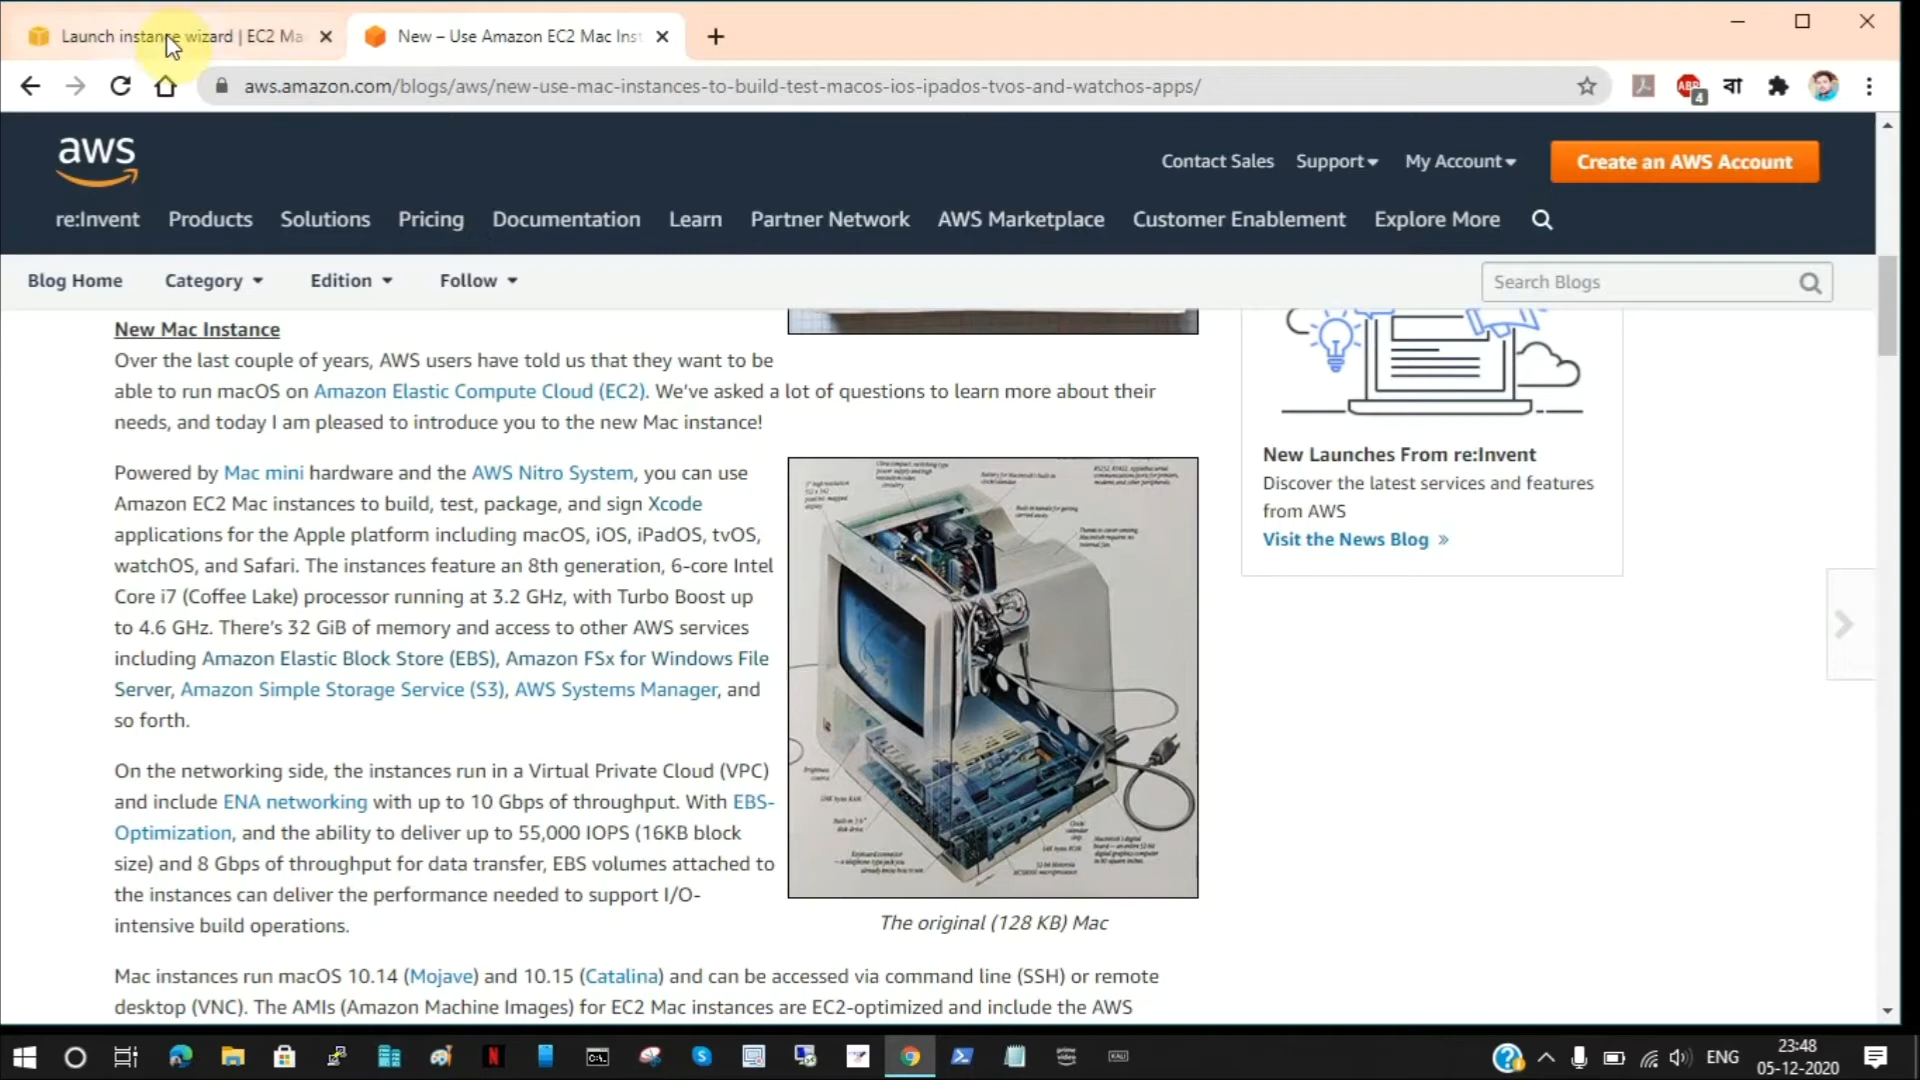 Launch instance wizard | EC2 Ma
New – Use Amazon EC2 Mac Inst
aws.amazon.com/blogs/aws/new-use-mac-instances-to-build-test-macos-ios-ipados-tvos-and-watchos-apps/
ABP
4
বা
aws
Contact Sales
Support
My Account
Create an AWS Account
re:Invent
Products
Solutions
Pricing
Documentation
Learn
Partner Network
AWS Marketplace
Customer Enablement
Explore More
Blog Home
Category
Edition
Follow
Search Blogs
New Mac Instance
Over the last couple of years, AWS users have told us that they want to be
able to run macOS on Amazon Elastic Compute Cloud (EC2). We’ve asked a lot of questions to learn more about their
needs, and today I am pleased to introduce you to the new Mac instance!
Powered by Mac mini hardware and the AWS Nitro System, you can use
Amazon EC2 Mac instances to build, test, package, and sign Xcode
applications for the Apple platform including macOS, iOS, iPadOS, tvOS,
watchOS, and Safari. The instances feature an 8th generation, 6-core Intel
Core i7 (Coffee Lake) processor running at 3.2 GHz, with Turbo Boost up
to 4.6 GHz. There’s 32 GiB of memory and access to other AWS services
including Amazon Elastic Block Store (EBS), Amazon FSx for Windows File
Server, Amazon Simple Storage Service (S3), AWS Systems Manager, and
so forth.
On the networking side, the instances run in a Virtual Private Cloud (VPC)
and include ENA networking with up to 10 Gbps of throughput. With EBS-
Optimization, and the ability to deliver up to 55,000 IOPS (16KB block
size) and 8 Gbps of throughput for data transfer, EBS volumes attached to
the instances can deliver the performance needed to support I/O-
intensive build operations.
The original (128 KB) Mac
Mac instances run macOS 10.14 (Mojave) and 10.15 (Catalina) and can be accessed via command line (SSH) or remote
desktop (VNC). The AMIs (Amazon Machine Images) for EC2 Mac instances are EC2-optimized and include the AWS
New Launches From re:Invent
Discover the latest services and features
from AWS
Visit the News Blog »
ENG
23:48
05-12-2020